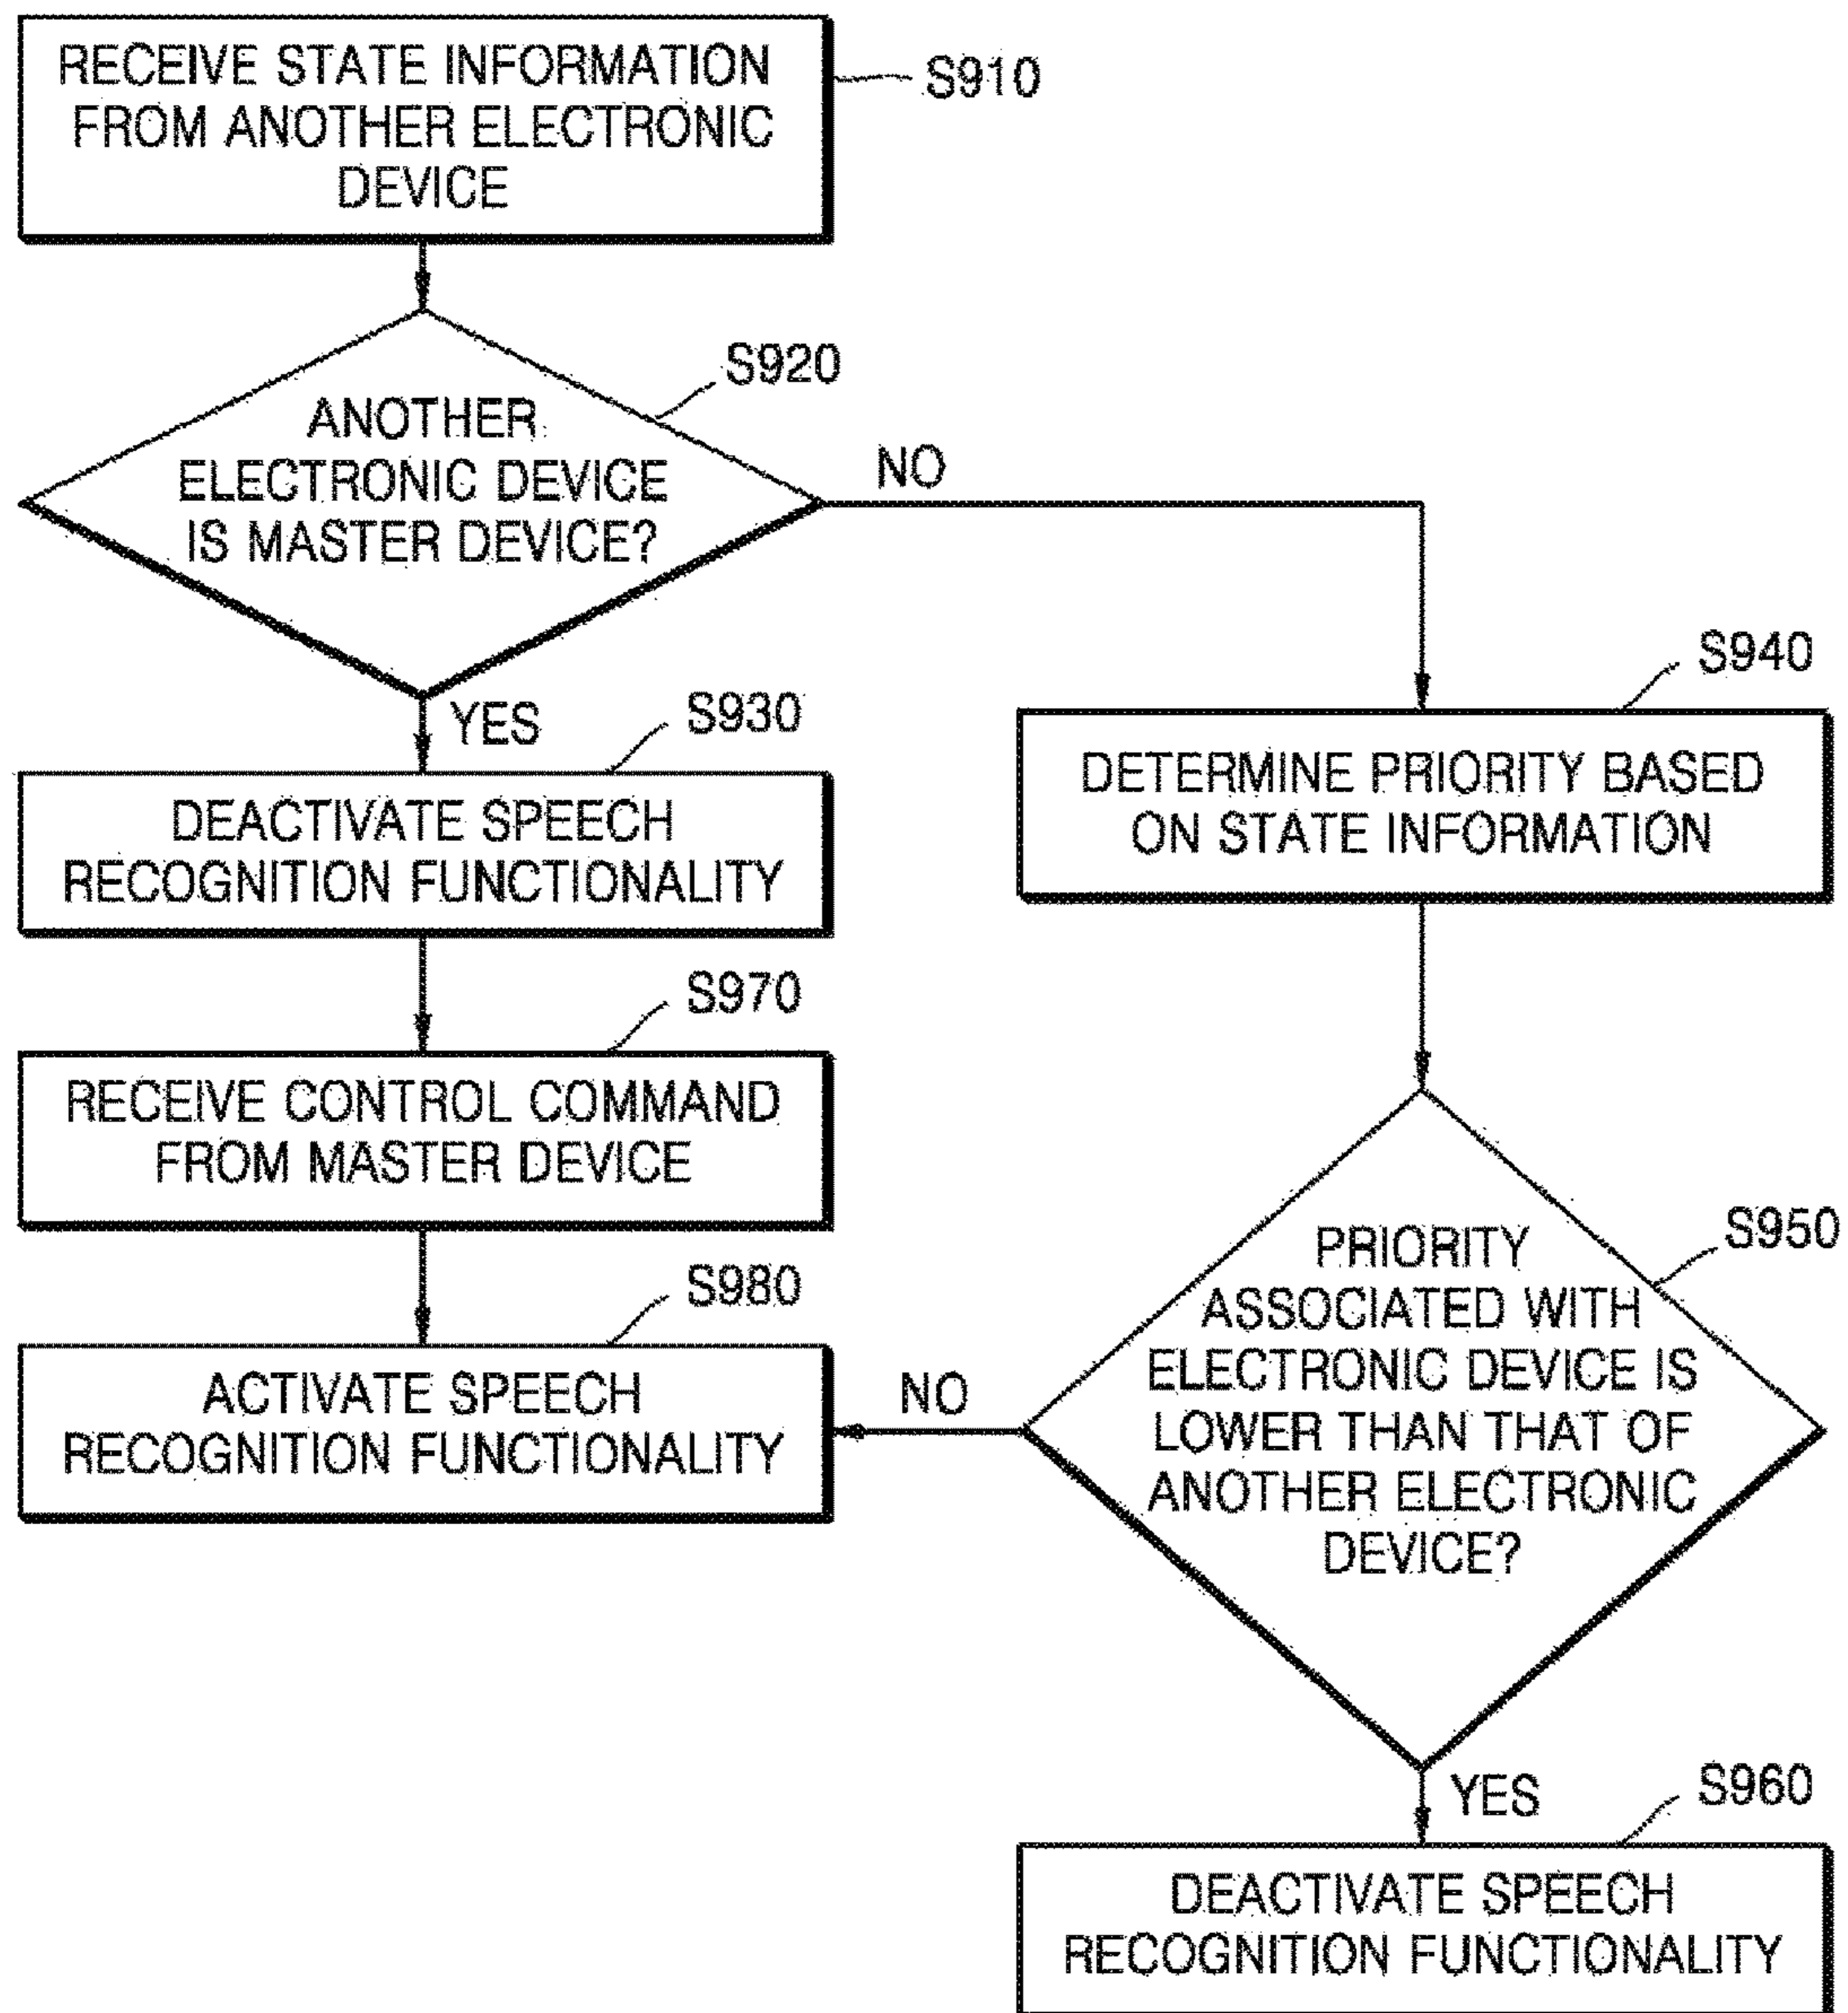 RECEIVE STATE INFORMATION
FROM ANOTHER ELECTRONIC
DEVICE
S910
S920
ANOTHER
ELECTRONIC DEVICE
IS MASTER DEVICE?
NO
YES
S930
DEACTIVATE SPEECH
RECOGNITION FUNCTIONALITY
S940
DETERMINE PRIORITY BASED
ON STATE INFORMATION
S970
RECEIVE CONTROL COMMAND
FROM MASTER DEVICE
S980
ACTIVATE SPEECH
RECOGNITION FUNCTIONALITY
NO
S950
PRIORITY
ASSOCIATED WITH
ELECTRONIC DEVICE IS
LOWER THAN THAT OF
ANOTHER ELECTRONIC
DEVICE?
YES
S960
DEACTIVATE SPEECH
RECOGNITION FUNCTIONALITY